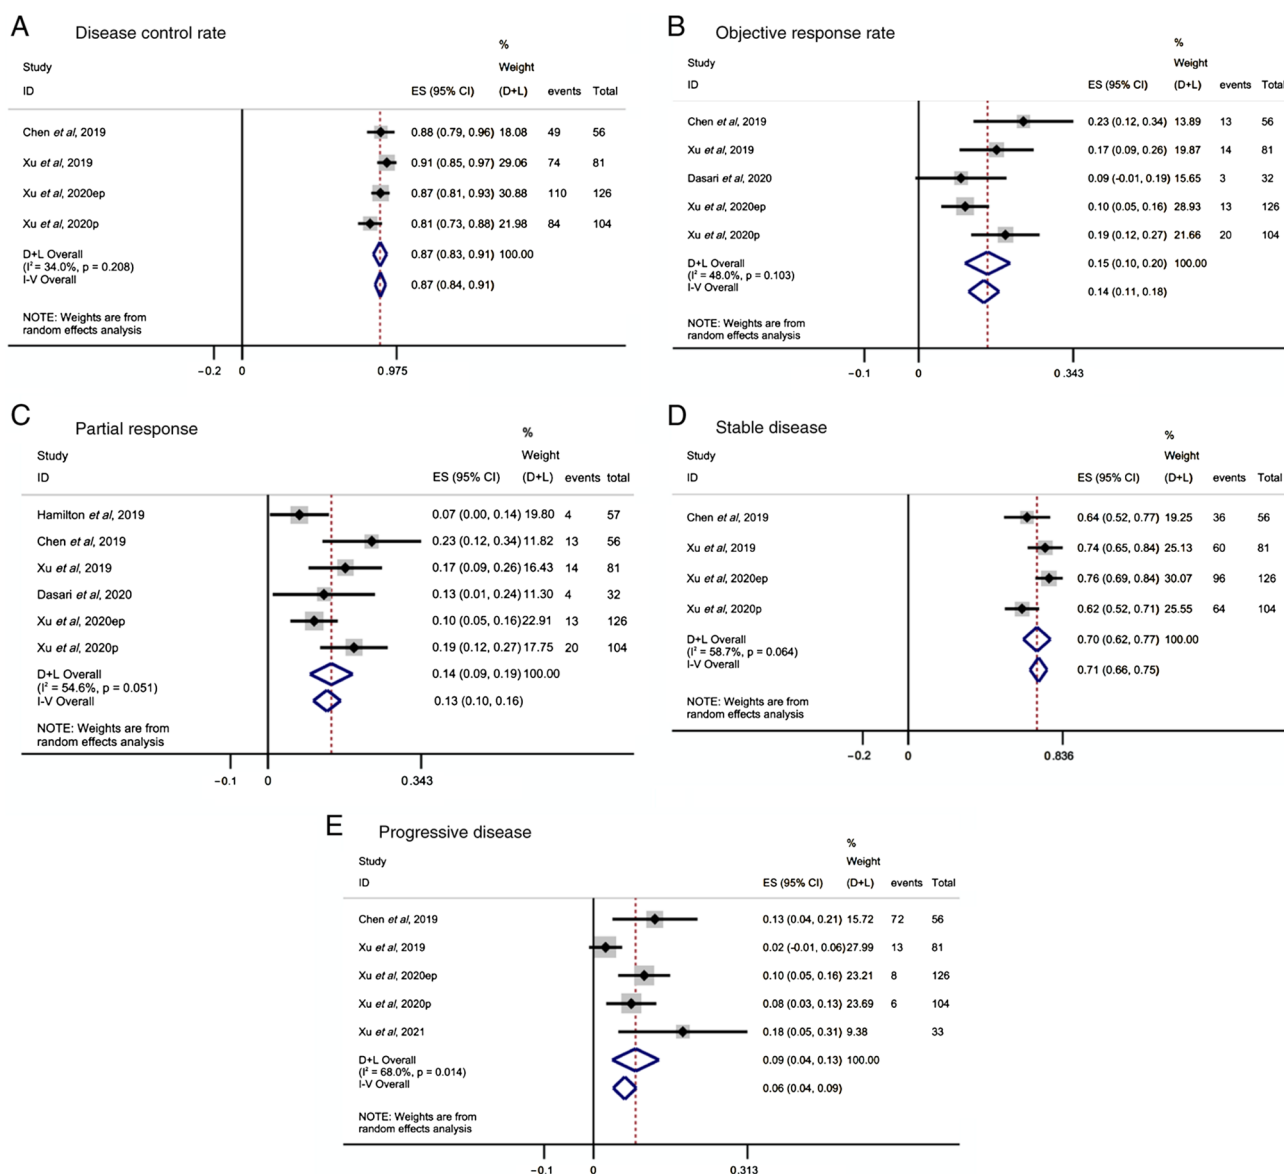 A Disease control rate
%
Study Weight
ID ES (95% CI) (D+L) events Total
Chen et al, 2019 0.88 (0.79, 0.96) 18.08 49 56
Xu et al, 2019 0.91 (0.85, 0.97) 29.06 74 81
Xu et al, 2020ep 0.87 (0.81, 0.93) 30.88 110 126
Xu et al, 2020p 0.81 (0.73, 0.88) 21.98 84 104
D+L Overall 0.87 (0.83, 0.91) 100.00
(I² = 34.0%, p = 0.208)
I-V Overall 0.87 (0.84, 0.91)
NOTE: Weights are from
random effects analysis
−0.2 0 0.975
B Objective response rate
%
Study Weight
ID ES (95% CI) (D+L) events Total
Chen et al, 2019 0.23 (0.12, 0.34) 13.89 13 56
Xu et al, 2019 0.17 (0.09, 0.26) 19.87 14 81
Dasari et al, 2020 0.09 (-0.01, 0.19) 15.65 3 32
Xu et al, 2020ep 0.10 (0.05, 0.16) 28.93 13 126
Xu et al, 2020p 0.19 (0.12, 0.27) 21.66 20 104
D+L Overall 0.15 (0.10, 0.20) 100.00
(I² = 48.0%, p = 0.103)
I-V Overall 0.14 (0.11, 0.18)
NOTE: Weights are from
random effects analysis
−0.1 0 0.343
C Partial response
%
Study Weight
ID ES (95% CI) (D+L) events total
Hamilton et al, 2019 0.07 (0.00, 0.14) 19.80 4 57
Chen et al, 2019 0.23 (0.12, 0.34) 11.82 13 56
Xu et al, 2019 0.17 (0.09, 0.26) 16.43 14 81
Dasari et al, 2020 0.13 (0.01, 0.24) 11.30 4 32
Xu et al, 2020ep 0.10 (0.05, 0.16) 22.91 13 126
Xu et al, 2020p 0.19 (0.12, 0.27) 17.75 20 104
D+L Overall 0.14 (0.09, 0.19) 100.00
(I² = 54.6%, p = 0.051)
I-V Overall 0.13 (0.10, 0.16)
NOTE: Weights are from
random effects analysis
−0.1 0 0.343
D Stable disease
%
Study Weight
ID ES (95% CI) (D+L) events Total
Chen et al, 2019 0.64 (0.52, 0.77) 19.25 36 56
Xu et al, 2019 0.74 (0.65, 0.84) 25.13 60 81
Xu et al, 2020ep 0.76 (0.69, 0.84) 30.07 96 126
Xu et al, 2020p 0.62 (0.52, 0.71) 25.55 64 104
D+L Overall 0.70 (0.62, 0.77) 100.00
(I² = 58.7%, p = 0.064)
I-V Overall 0.71 (0.66, 0.75)
NOTE: Weights are from
random effects analysis
−0.2 0 0.836
E Progressive disease
%
Study Weight
ID ES (95% CI) (D+L) events Total
Chen et al, 2019 0.13 (0.04, 0.21) 15.72 72 56
Xu et al, 2019 0.02 (-0.01, 0.06) 27.99 13 81
Xu et al, 2020ep 0.10 (0.05, 0.16) 23.21 8 126
Xu et al, 2020p 0.08 (0.03, 0.13) 23.69 6 104
Xu et al, 2021 0.18 (0.05, 0.31) 9.38 33
D+L Overall 0.09 (0.04, 0.13) 100.00
(I² = 68.0%, p = 0.014)
I-V Overall 0.06 (0.04, 0.09)
NOTE: Weights are from
random effects analysis
−0.1 0 0.313